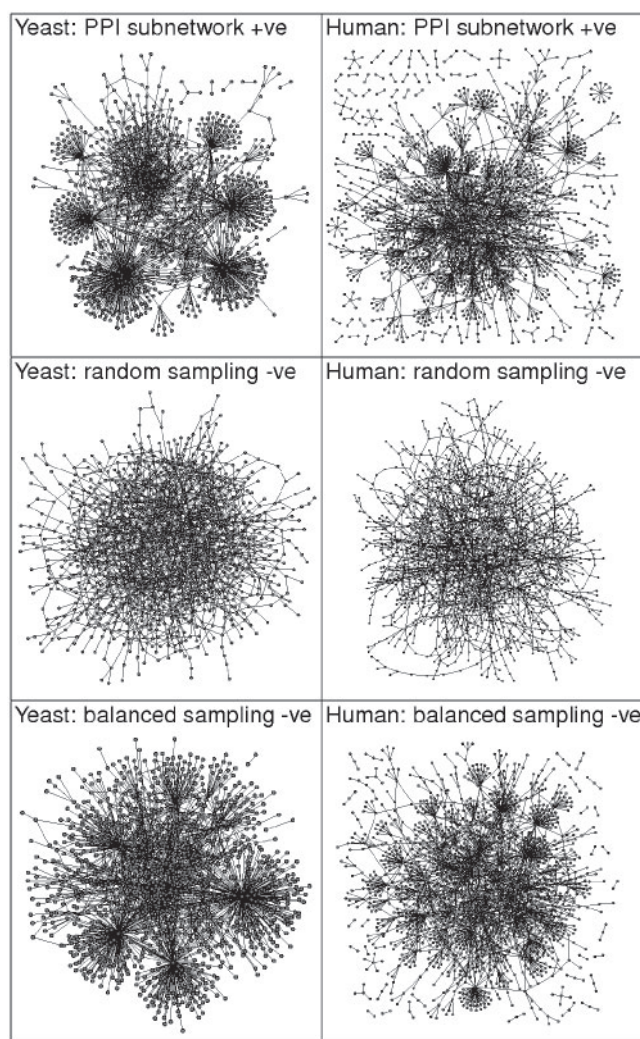 Yeast: PPI subnetwork +ve
Human: PPI subnetwork +ve
Yeast: random sampling -ve
Human: random sampling -ve
Yeast: balanced sampling -ve
Human: balanced sampling -ve